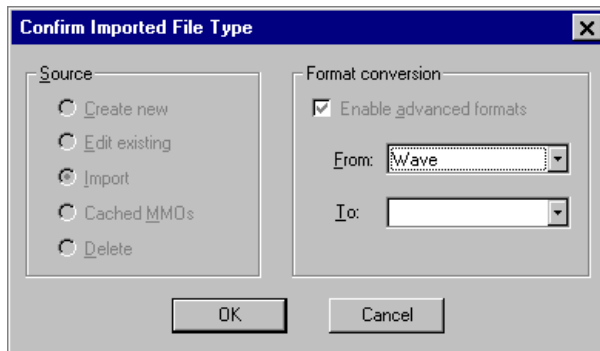 Confirm Imported File Type
Source
Create new
Edit existing
Import
Cached MMOs
Delete
Format conversion
Enable advanced formats
From: Wave
To:
OK
Cancel